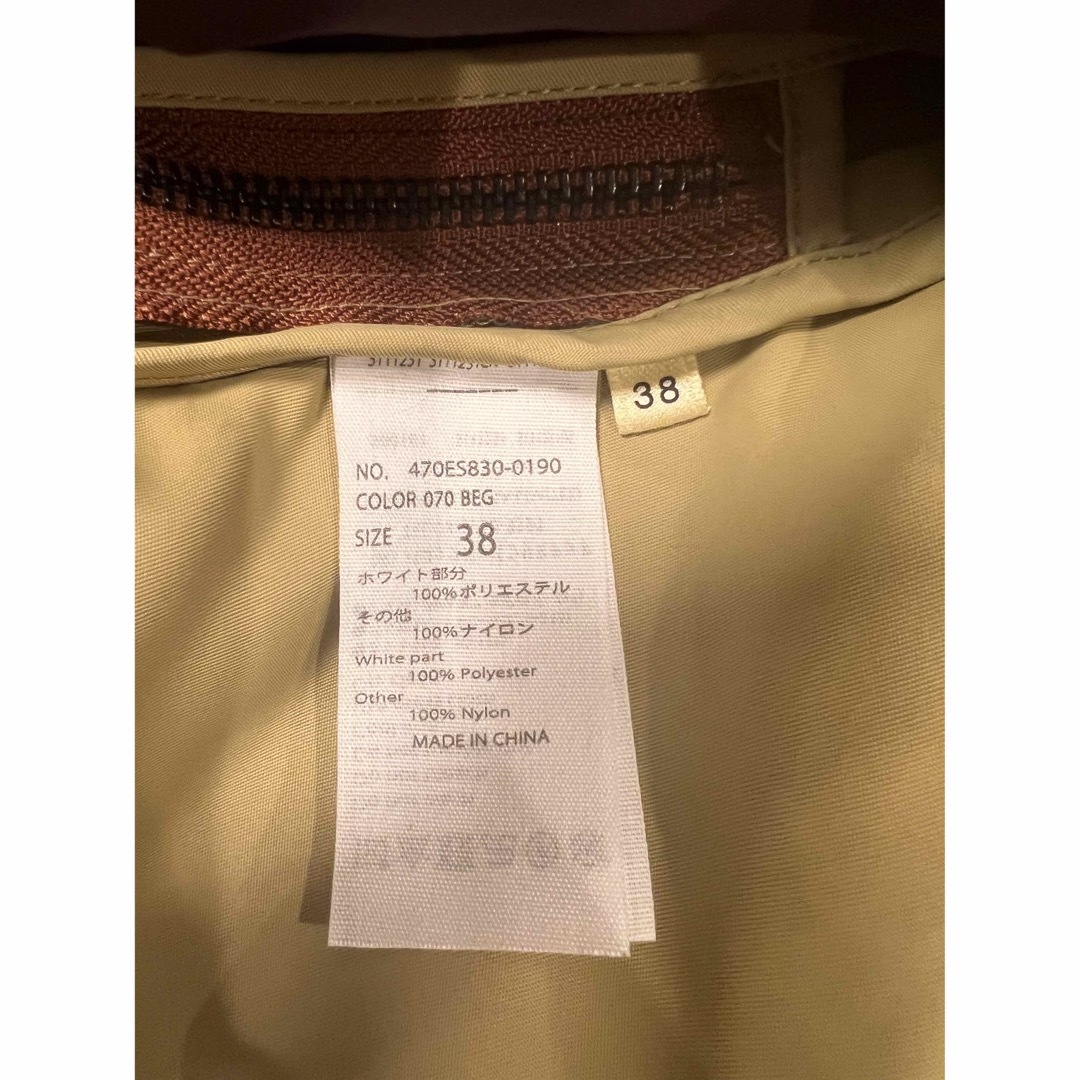 38
NO. 470ES830-0190
COLOR 070 BEG
SIZE 38
ホワイト部分
100%ポリエステル
その他
100%ナイロン
White part
100% Polyester
Other
100% Nylon
MADE IN CHINA